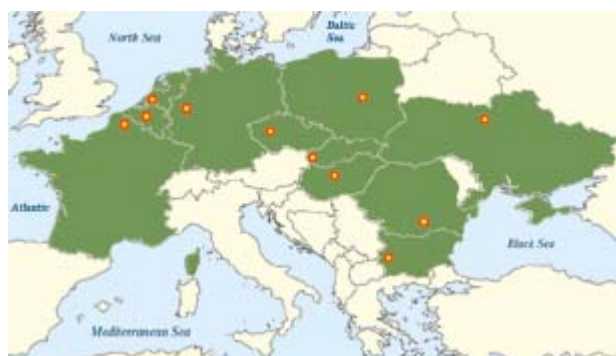 North Sea
Baltic
Sea
Atlantic
Black Sea
Mediterranean Sea